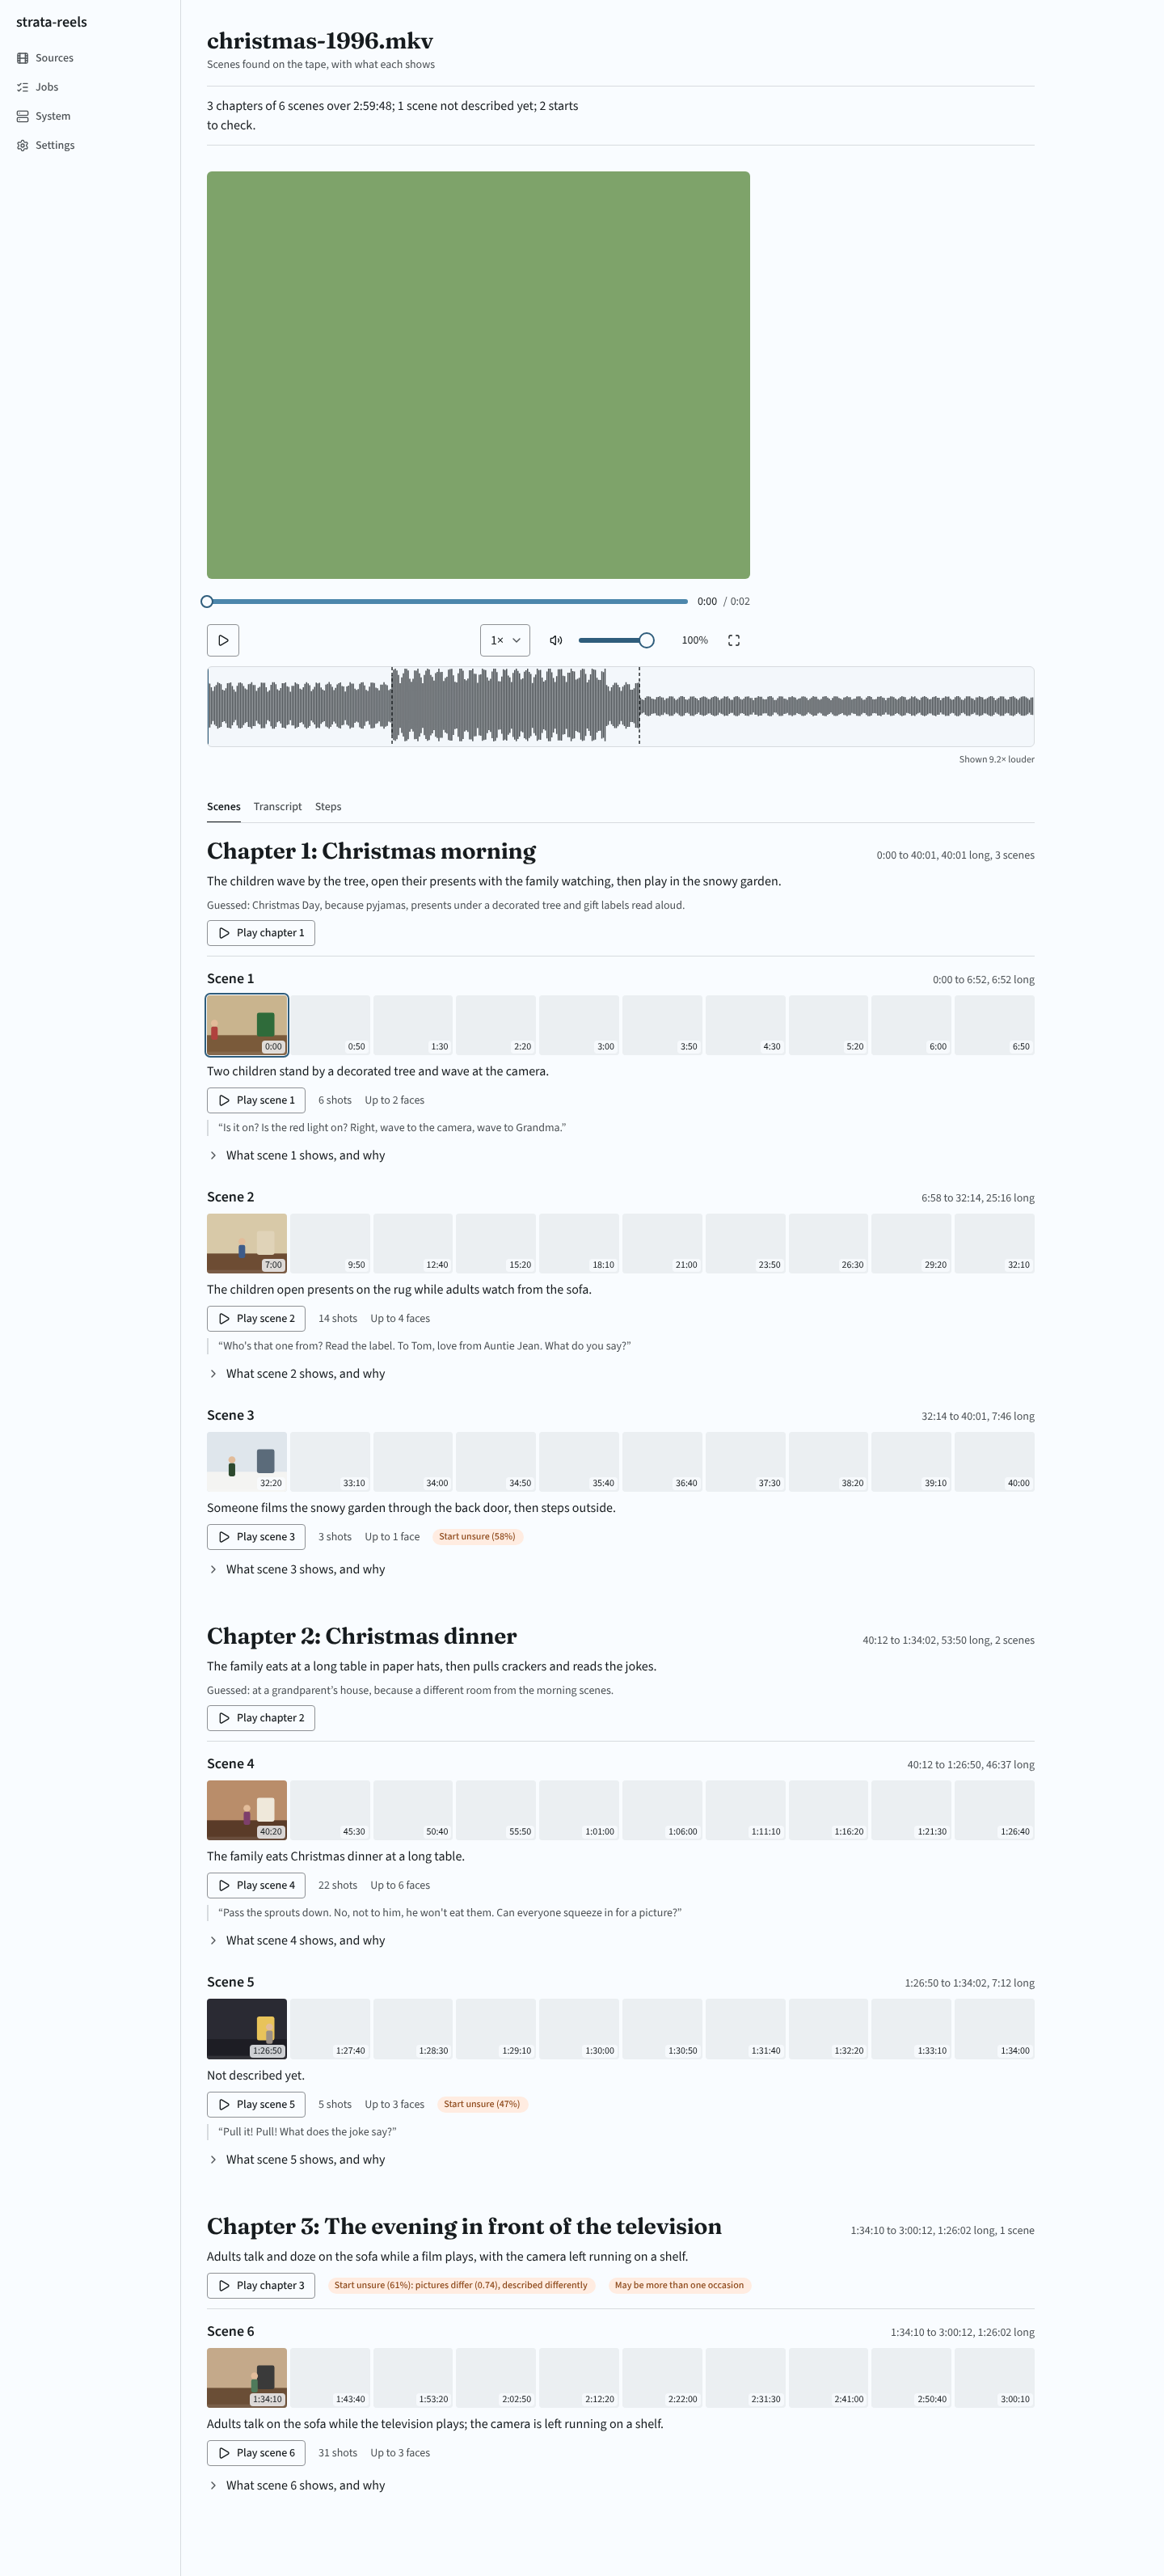 strata-reels
Sources
Jobs
System
Settings
christmas-1996.mkv
Scenes found on the tape, with what each shows
3 chapters of 6 scenes over 2:59:48; 1 scene not described yet; 2 starts
to check.
0:00 / 0:02
1× 100%
Shown 9.2× louder
Scenes Transcript Steps
Chapter 1: Christmas morning 0:00 to 40:01, 40:01 long, 3 scenes
The children wave by the tree, open their presents with the family watching, then play in the snowy garden.
Guessed: Christmas Day, because pyjamas, presents under a decorated tree and gift labels read aloud.
Play chapter 1
Scene 1 0:00 to 6:52, 6:52 long
0:00 0:50 1:30 2:20 3:00 3:50 4:30 5:20 6:00 6:50
Two children stand by a decorated tree and wave at the camera.
Play scene 1 6 shots Up to 2 faces
“Is it on? Is the red light on? Right, wave to the camera, wave to Grandma.”
What scene 1 shows, and why
Scene 2 6:58 to 32:14, 25:16 long
7:00 9:50 12:40 15:20 18:10 21:00 23:50 26:30 29:20 32:10
The children open presents on the rug while adults watch from the sofa.
Play scene 2 14 shots Up to 4 faces
“Who's that one from? Read the label. To Tom, love from Auntie Jean. What do you say?”
What scene 2 shows, and why
Scene 3 32:14 to 40:01, 7:46 long
32:20 33:10 34:00 34:50 35:40 36:40 37:30 38:20 39:10 40:00
Someone films the snowy garden through the back door, then steps outside.
Play scene 3 3 shots Up to 1 face Start unsure (58%)
What scene 3 shows, and why
Chapter 2: Christmas dinner 40:12 to 1:34:02, 53:50 long, 2 scenes
The family eats at a long table in paper hats, then pulls crackers and reads the jokes.
Guessed: at a grandparent’s house, because a different room from the morning scenes.
Play chapter 2
Scene 4 40:12 to 1:26:50, 46:37 long
40:20 45:30 50:40 55:50 1:01:00 1:06:00 1:11:10 1:16:20 1:21:30 1:26:40
The family eats Christmas dinner at a long table.
Play scene 4 22 shots Up to 6 faces
“Pass the sprouts down. No, not to him, he won't eat them. Can everyone squeeze in for a picture?”
What scene 4 shows, and why
Scene 5 1:26:50 to 1:34:02, 7:12 long
1:26:50 1:27:40 1:28:30 1:29:10 1:30:00 1:30:50 1:31:40 1:32:20 1:33:10 1:34:00
Not described yet.
Play scene 5 5 shots Up to 3 faces Start unsure (47%)
“Pull it! Pull! What does the joke say?”
What scene 5 shows, and why
Chapter 3: The evening in front of the television 1:34:10 to 3:00:12, 1:26:02 long, 1 scene
Adults talk and doze on the sofa while a film plays, with the camera left running on a shelf.
Play chapter 3 Start unsure (61%): pictures differ (0.74), described differently May be more than one occasion
Scene 6 1:34:10 to 3:00:12, 1:26:02 long
1:34:10 1:43:40 1:53:20 2:02:50 2:12:20 2:22:00 2:31:30 2:41:00 2:50:40 3:00:10
Adults talk on the sofa while the television plays; the camera is left running on a shelf.
Play scene 6 31 shots Up to 3 faces
What scene 6 shows, and why